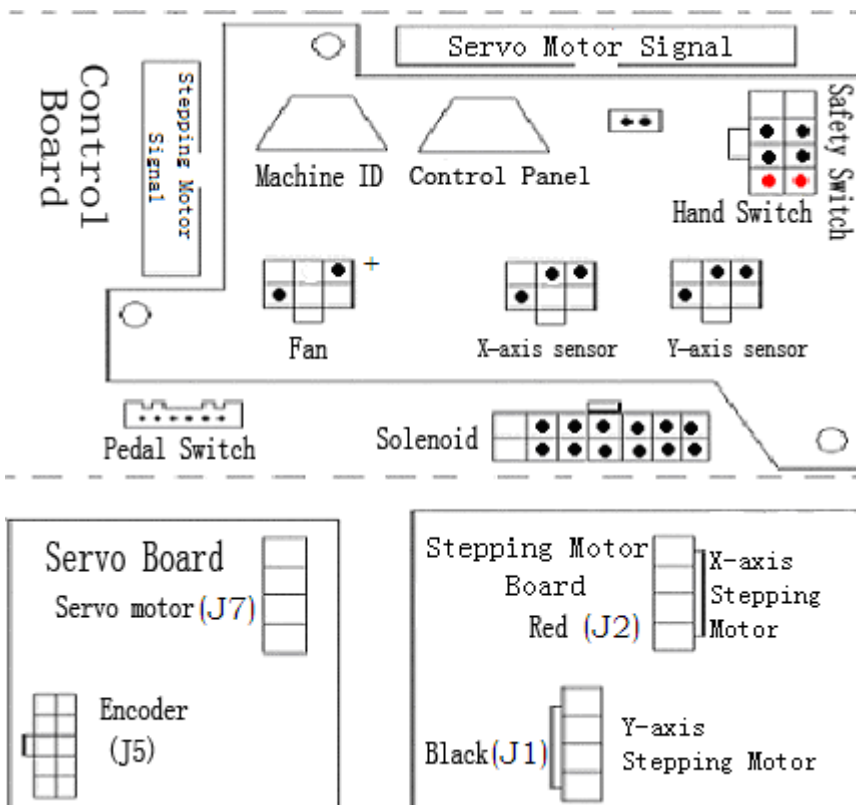 Control
Board
Stepping Motor
Signal
Servo Motor Signal
Machine ID
Control Panel
Safety Switch
Hand Switch
+
Fan
X-axis sensor
Y-axis sensor
Pedal Switch
Solenoid
Servo Board
Servo motor(J7)
Encoder
(J5)
Stepping Motor
Board
Red (J2)
X-axis
Stepping
Motor
Black(J1)
Y-axis
Stepping Motor